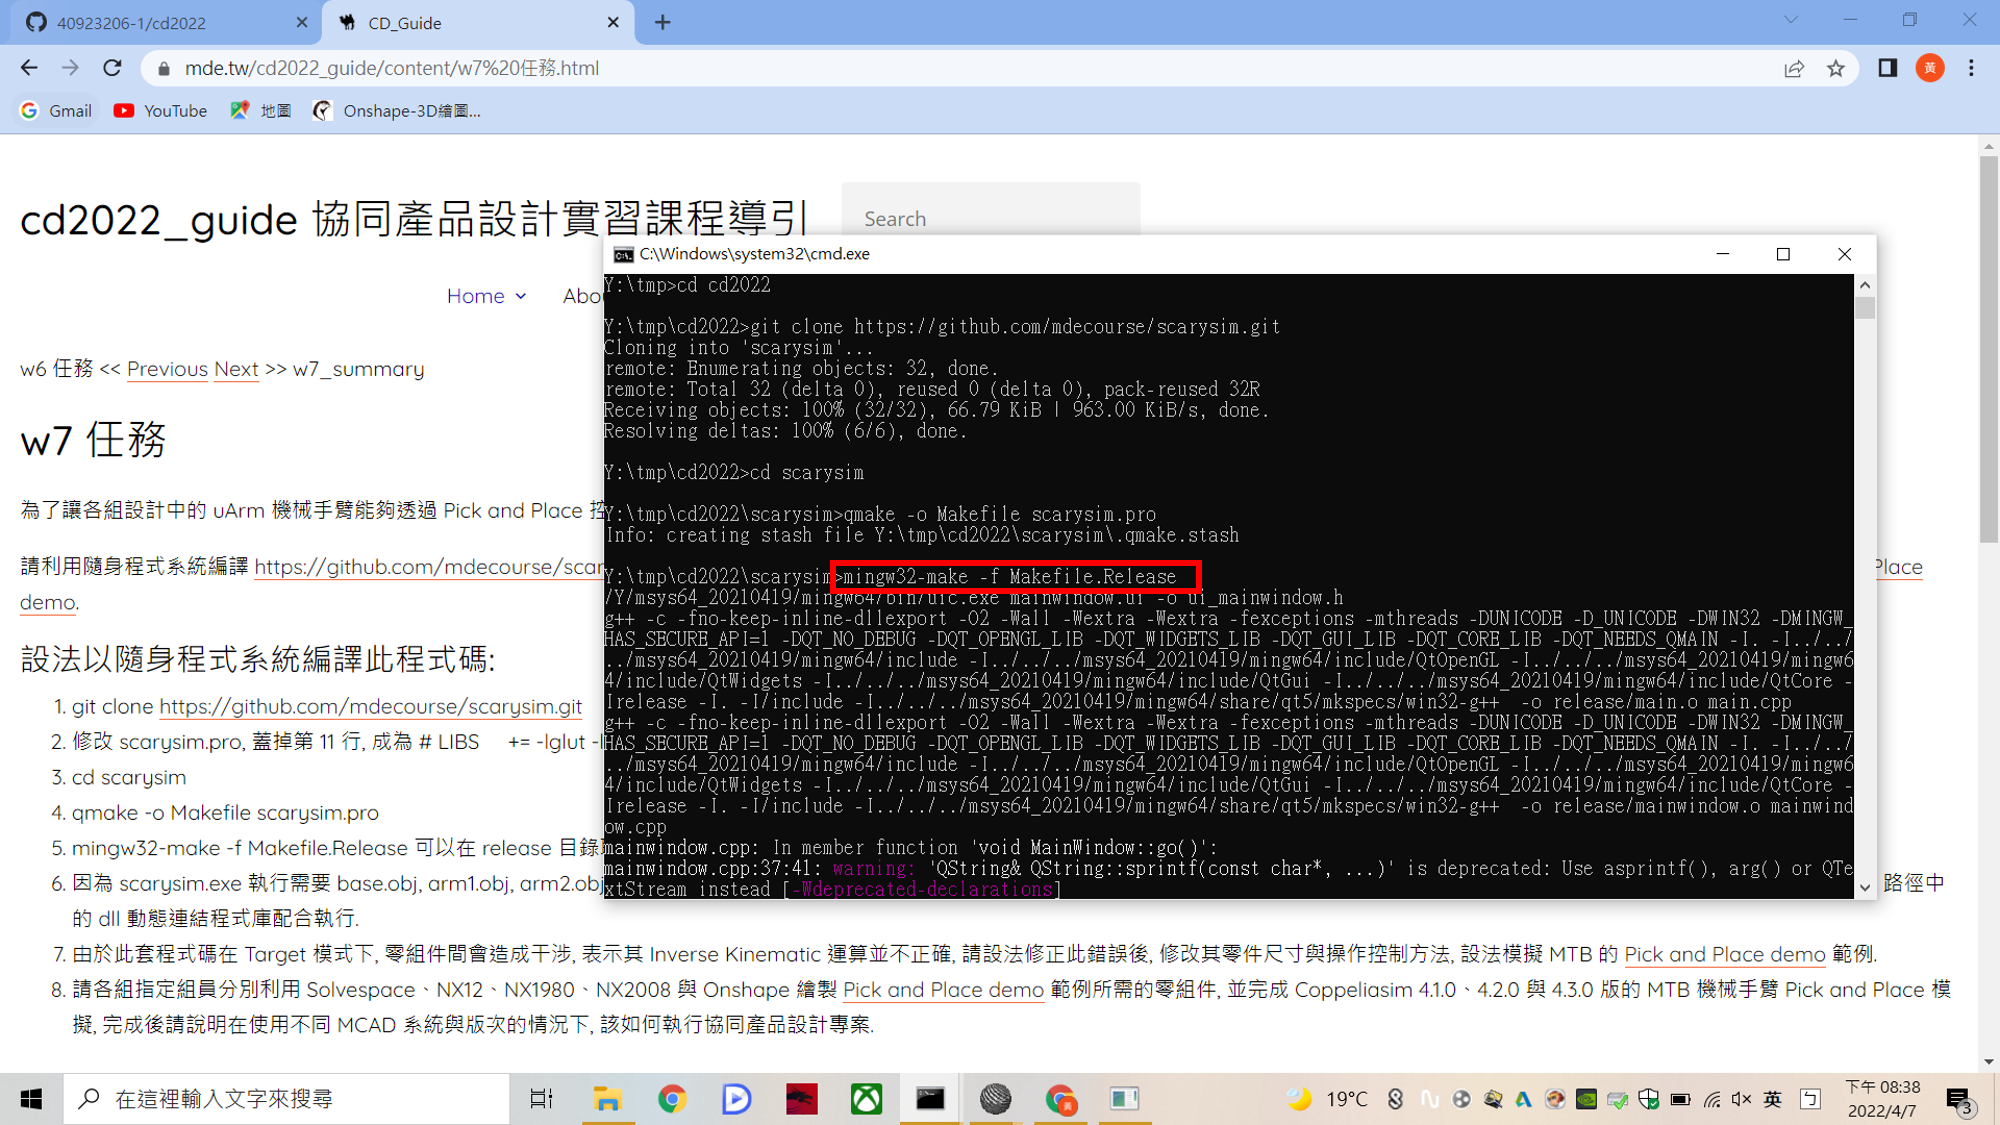 40923206-1/cd2022
CD_Guide
mde.tw/cd2022_guide/content/w7%20任務.html
黃
Gmail
YouTube
地圖
Onshape-3D繪圖...
cd2022_guide 協同產品設計實習課程導引
Search
Home
Abou
w6 任務 << Previous Next >> w7_summary
w7 任務
為了讓各組設計中的 uArm 機械手臂能夠透過 Pick and Place 控
請利用隨身程式系統編譯 https://github.com/mdecourse/scar
Place
demo.
設法以隨身程式系統編譯此程式碼:
1. git clone https://github.com/mdecourse/scarysim.git
2. 修改 scarysim.pro, 蓋掉第 11 行, 成為 # LIBS += -lglut -l
3. cd scarysim
4. qmake -o Makefile scarysim.pro
5. mingw32-make -f Makefile.Release 可以在 release 目錄
6. 因為 scarysim.exe 執行需要 base.obj, arm1.obj, arm2.obj
路徑中
的 dll 動態連結程式庫配合執行.
7. 由於此套程式碼在 Target 模式下, 零組件間會造成干涉, 表示其 Inverse Kinematic 運算並不正確, 請設法修正此錯誤後, 修改其零件尺寸與操作控制方法, 設法模擬 MTB 的 Pick and Place demo 範例.
8. 請各組指定組員分別利用 Solvespace、NX12、NX1980、NX2008 與 Onshape 繪製 Pick and Place demo 範例所需的零組件, 並完成 Coppeliasim 4.1.0、4.2.0 與 4.3.0 版的 MTB 機械手臂 Pick and Place 模
擬, 完成後請說明在使用不同 MCAD 系統與版次的情況下, 該如何執行協同產品設計專案.
C:\Windows\system32\cmd.exe
Y:\tmp>cd cd2022
Y:\tmp\cd2022>git clone https://github.com/mdecourse/scarysim.git
Cloning into 'scarysim'...
remote: Enumerating objects: 32, done.
remote: Total 32 (delta 0), reused 0 (delta 0), pack-reused 32R
Receiving objects: 100% (32/32), 66.79 KiB | 963.00 KiB/s, done.
Resolving deltas: 100% (6/6), done.
Y:\tmp\cd2022>cd scarysim
Y:\tmp\cd2022\scarysim>qmake -o Makefile scarysim.pro
Info: creating stash file Y:\tmp\cd2022\scarysim\.qmake.stash
Y:\tmp\cd2022\scarysim>mingw32-make -f Makefile.Release
/Y/msys64_20210419/mingw64/bin/uic.exe mainwindow.ui -o ui_mainwindow.h
g++ -c -fno-keep-inline-dllexport -O2 -Wall -Wextra -Wextra -fexceptions -mthreads -DUNICODE -D_UNICODE -DWIN32 -DMINGW_
HAS_SECURE_API=1 -DQT_NO_DEBUG -DQT_OPENGL_LIB -DQT_WIDGETS_LIB -DQT_GUI_LIB -DQT_CORE_LIB -DQT_NEEDS_QMAIN -I. -I../../
../msys64_20210419/mingw64/include -I../../../msys64_20210419/mingw64/include/QtOpenGL -I../../../msys64_20210419/mingw6
4/include/QtWidgets -I../../../msys64_20210419/mingw64/include/QtGui -I../../../msys64_20210419/mingw64/include/QtCore -
Irelease -I. -I/include -I../../../msys64_20210419/mingw64/share/qt5/mkspecs/win32-g++  -o release/main.o main.cpp
g++ -c -fno-keep-inline-dllexport -O2 -Wall -Wextra -Wextra -fexceptions -mthreads -DUNICODE -D_UNICODE -DWIN32 -DMINGW_
HAS_SECURE_API=1 -DQT_NO_DEBUG -DQT_OPENGL_LIB -DQT_WIDGETS_LIB -DQT_GUI_LIB -DQT_CORE_LIB -DQT_NEEDS_QMAIN -I. -I../../
../msys64_20210419/mingw64/include -I../../../msys64_20210419/mingw64/include/QtOpenGL -I../../../msys64_20210419/mingw6
4/include/QtWidgets -I../../../msys64_20210419/mingw64/include/QtGui -I../../../msys64_20210419/mingw64/include/QtCore -
Irelease -I. -I/include -I../../../msys64_20210419/mingw64/share/qt5/mkspecs/win32-g++  -o release/mainwindow.o mainwind
ow.cpp
mainwindow.cpp: In member function 'void MainWindow::go()':
mainwindow.cpp:37:41: warning: 'QString& QString::sprintf(const char*, ...)' is deprecated: Use asprintf(), arg() or QTe
xtStream instead [-Wdeprecated-declarations]
在這裡輸入文字來搜尋
19°C
英
ㄅ
下午 08:38
2022/4/7
3